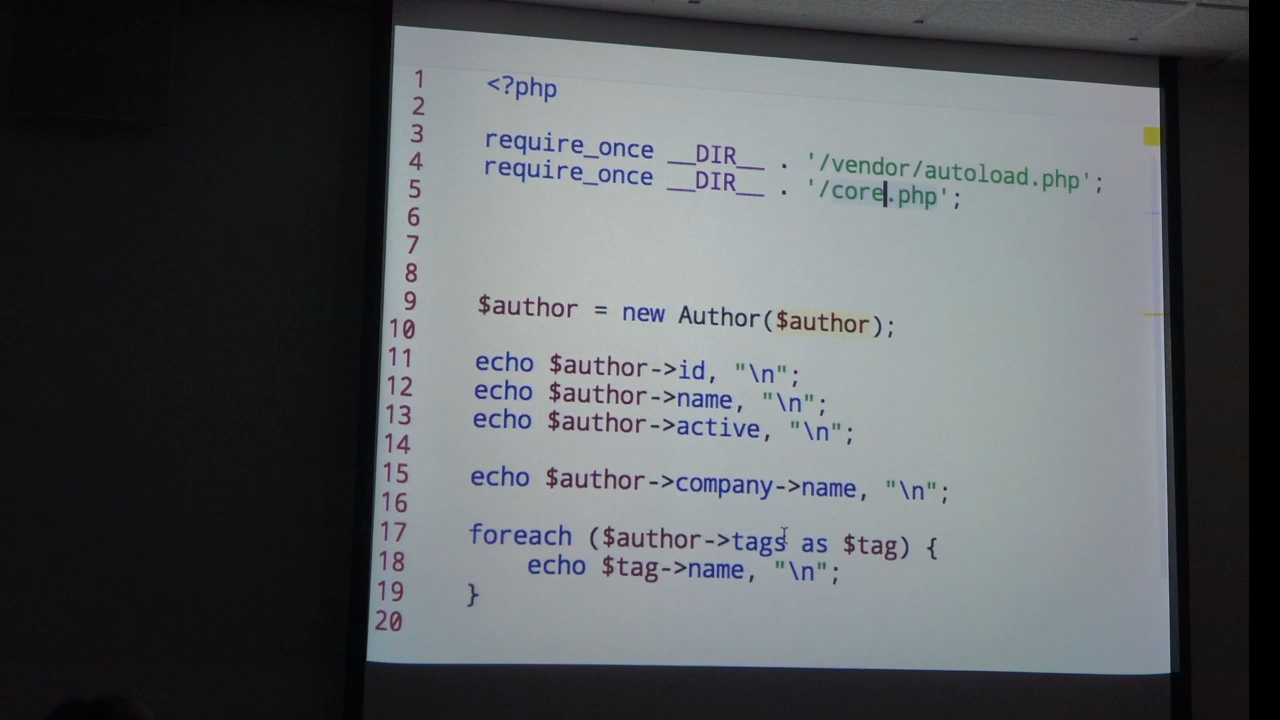 1 <?php
2
3 require_once __DIR__ . '/vendor/autoload.php';
4 require_once __DIR__ . '/core.php';
5
6
7
8
9 $author = new Author($author);
10
11 echo $author->id, "\n";
12 echo $author->name, "\n";
13 echo $author->active, "\n";
14
15 echo $author->company->name, "\n";
16
17 foreach ($author->tags as $tag) {
18 echo $tag->name, "\n";
19 }
20